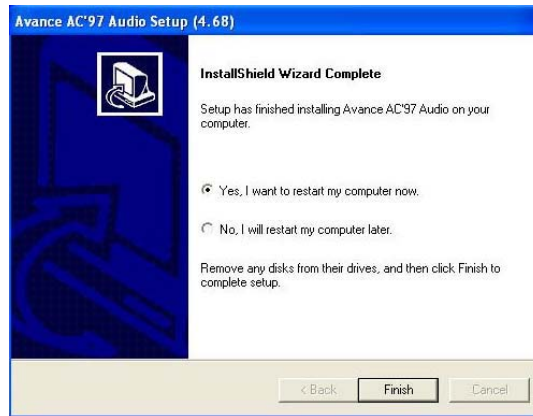 Avance AC'97 Audio Setup (4.68)
InstallShield Wizard Complete
Setup has finished installing Avance AC'97 Audio on your
computer.
Yes, I want to restart my computer now.
No, I will restart my computer later.
Remove any disks from their drives, and then click Finish to
complete setup.
< Back
Finish
Cancel